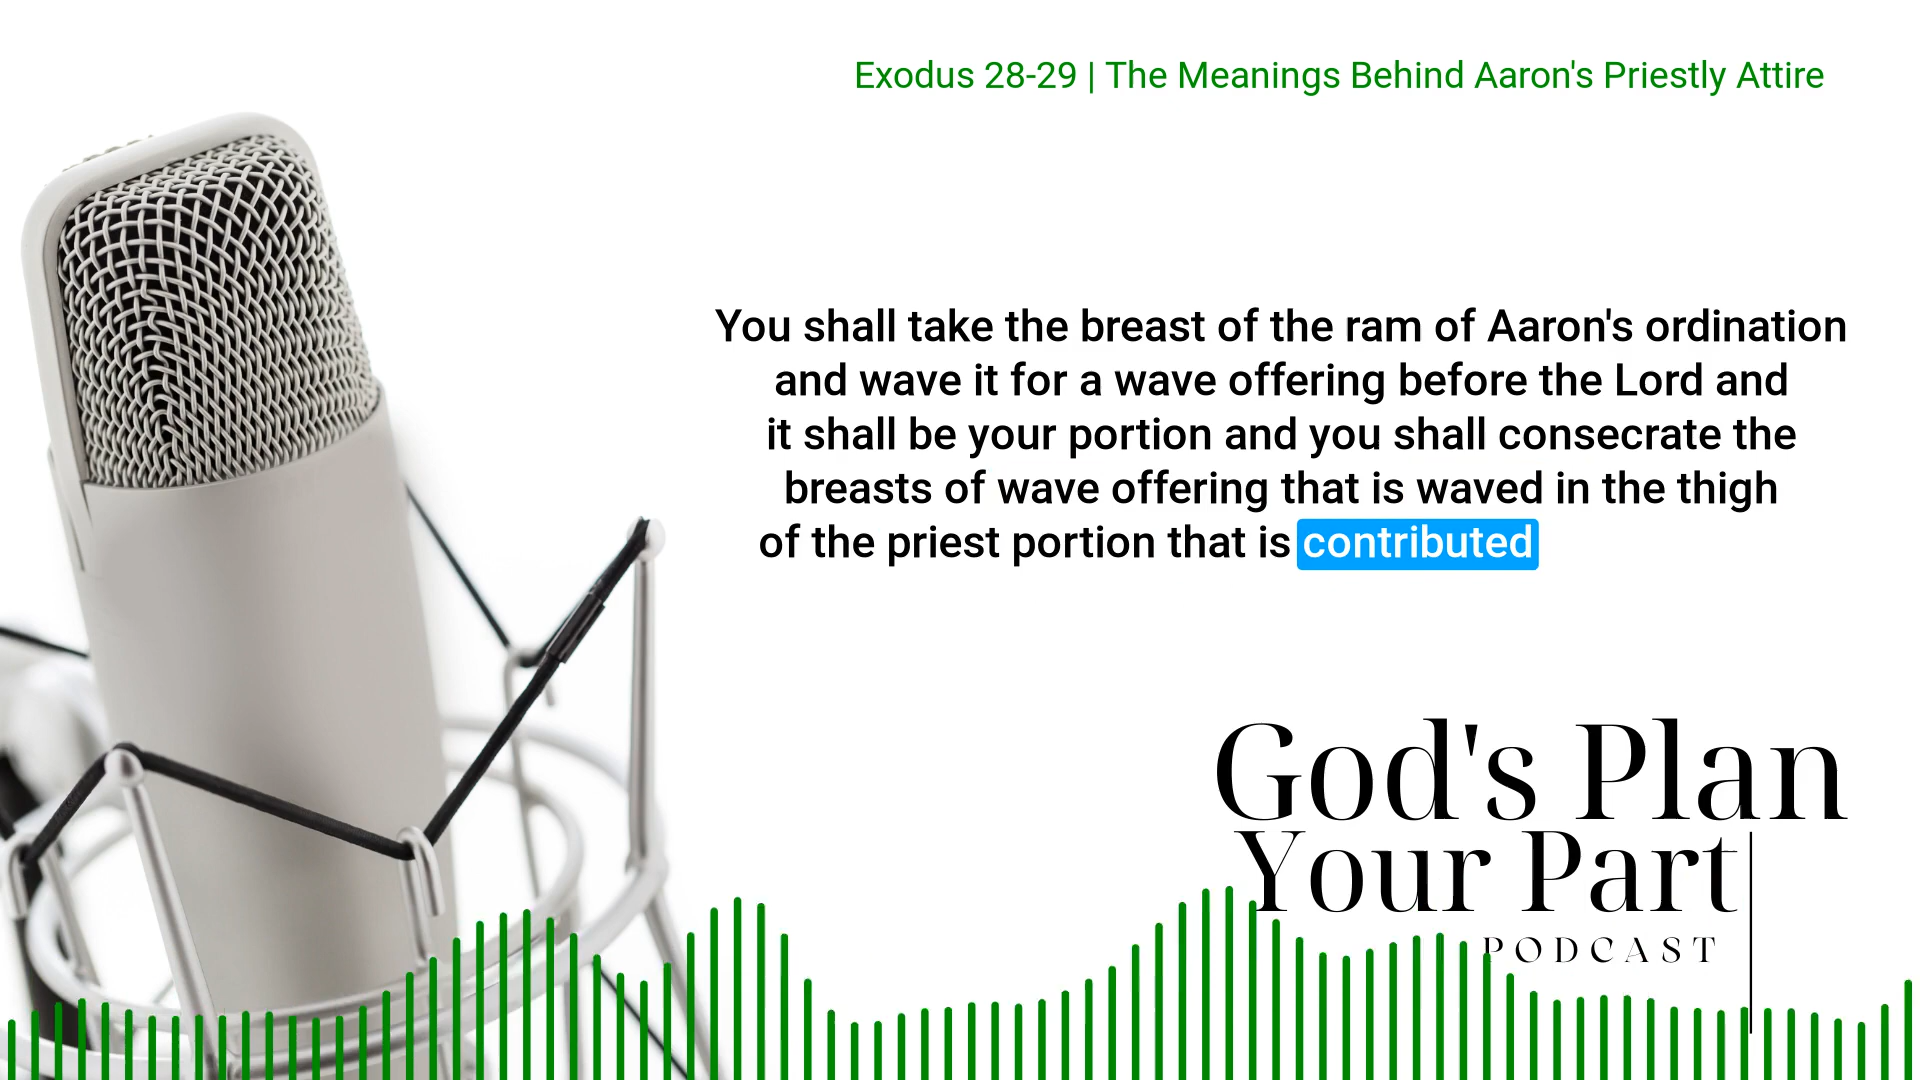 Exodus 28-29 | The Meanings Behind Aaron's Priestly Attire
You shall take the breast of the ram of Aaron's ordination
and wave it for a wave offering before the Lord and
it shall be your portion and you shall consecrate the
breasts of wave offering that is waved in the thigh
of the priest portion that is contributed
God's Plan
Your Part
PODCAST